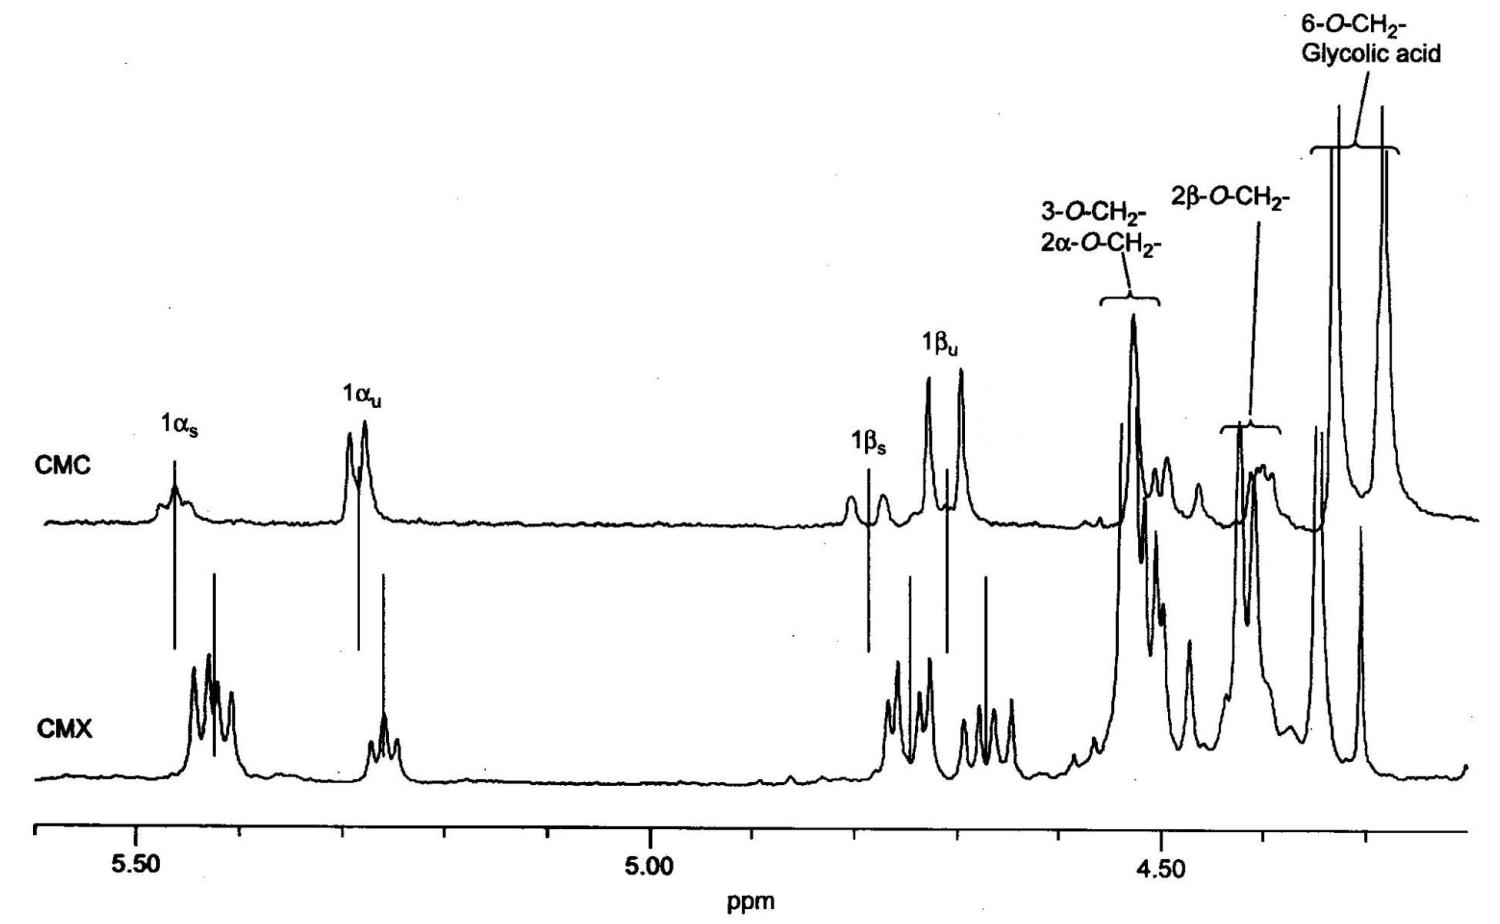 6-O-CH₂-
Glycolic acid
3-O-CH₂-
2α-O-CH₂-
2β-O-CH₂-
1αₛ
1αᵤ
1βₛ
1βᵤ
CMC
CMX
5.50 5.00 4.50
ppm